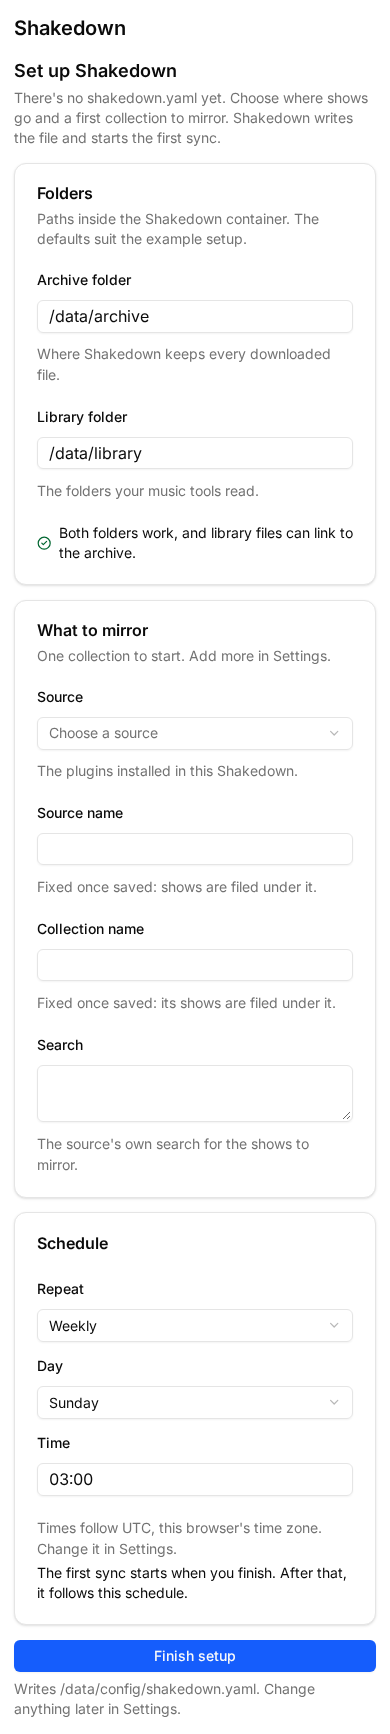 Shakedown
Set up Shakedown
There's no shakedown.yaml yet. Choose where shows
go and a first collection to mirror. Shakedown writes
the file and starts the first sync.
Folders
Paths inside the Shakedown container. The
defaults suit the example setup.
Archive folder
/data/archive
Where Shakedown keeps every downloaded
file.
Library folder
/data/library
The folders your music tools read.
Both folders work, and library files can link to
the archive.
What to mirror
One collection to start. Add more in Settings.
Source
Choose a source
The plugins installed in this Shakedown.
Source name
Fixed once saved: shows are filed under it.
Collection name
Fixed once saved: its shows are filed under it.
Search
The source's own search for the shows to
mirror.
Schedule
Repeat
Weekly
Day
Sunday
Time
03:00
Times follow UTC, this browser's time zone.
Change it in Settings.
The first sync starts when you finish. After that,
it follows this schedule.
Finish setup
Writes /data/config/shakedown.yaml. Change
anything later in Settings.